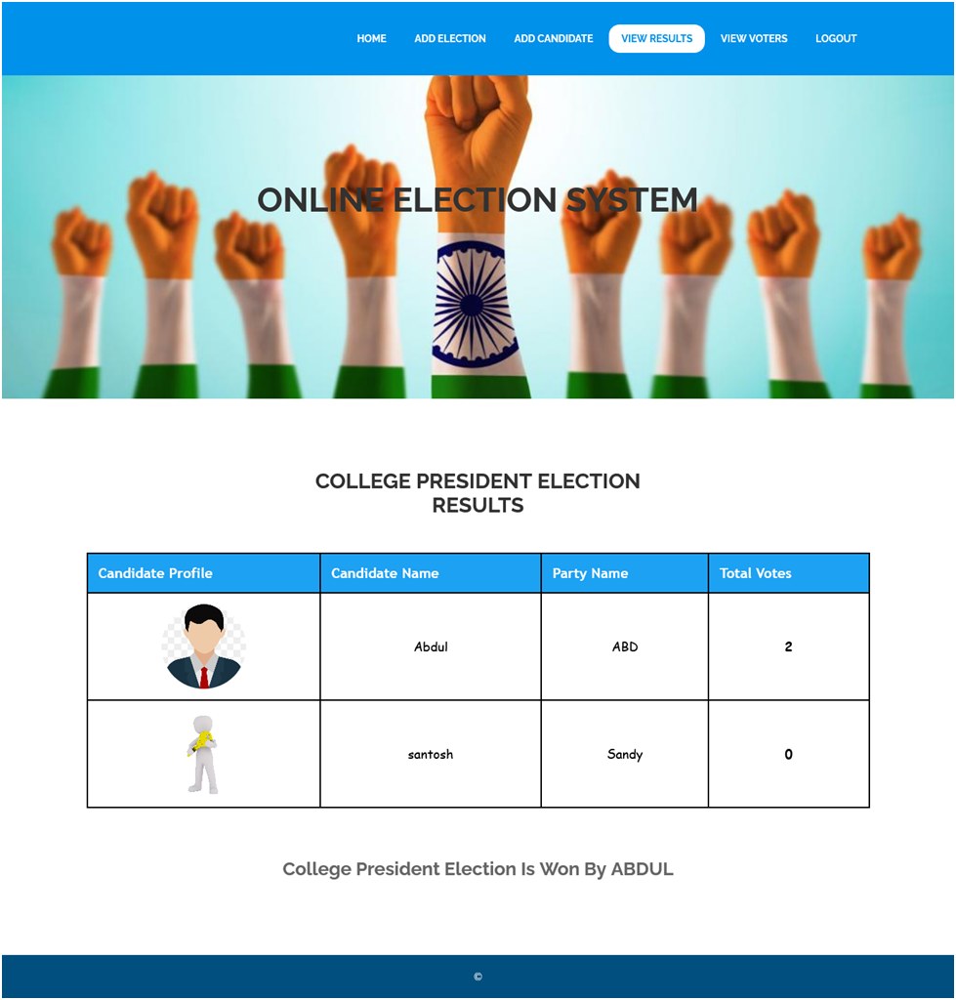 HOME ADD ELECTION ADD CANDIDATE VIEW RESULTS VIEW VOTERS LOGOUT
ONLINE ELECTION SYSTEM
COLLEGE PRESIDENT ELECTION
RESULTS
Candidate Profile Candidate Name Party Name Total Votes
Abdul ABD 2
santosh Sandy 0
College President Election Is Won By ABDUL
©